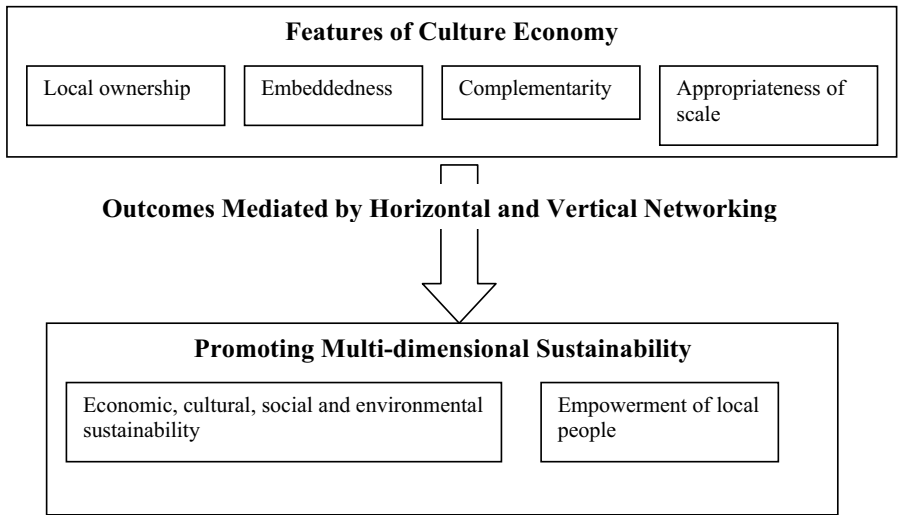 Features of Culture Economy
Local ownership
Embeddedness
Complementarity
Appropriateness of
scale
Outcomes Mediated by Horizontal and Vertical Networking
Promoting Multi-dimensional Sustainability
Economic, cultural, social and environmental
sustainability
Empowerment of local
people